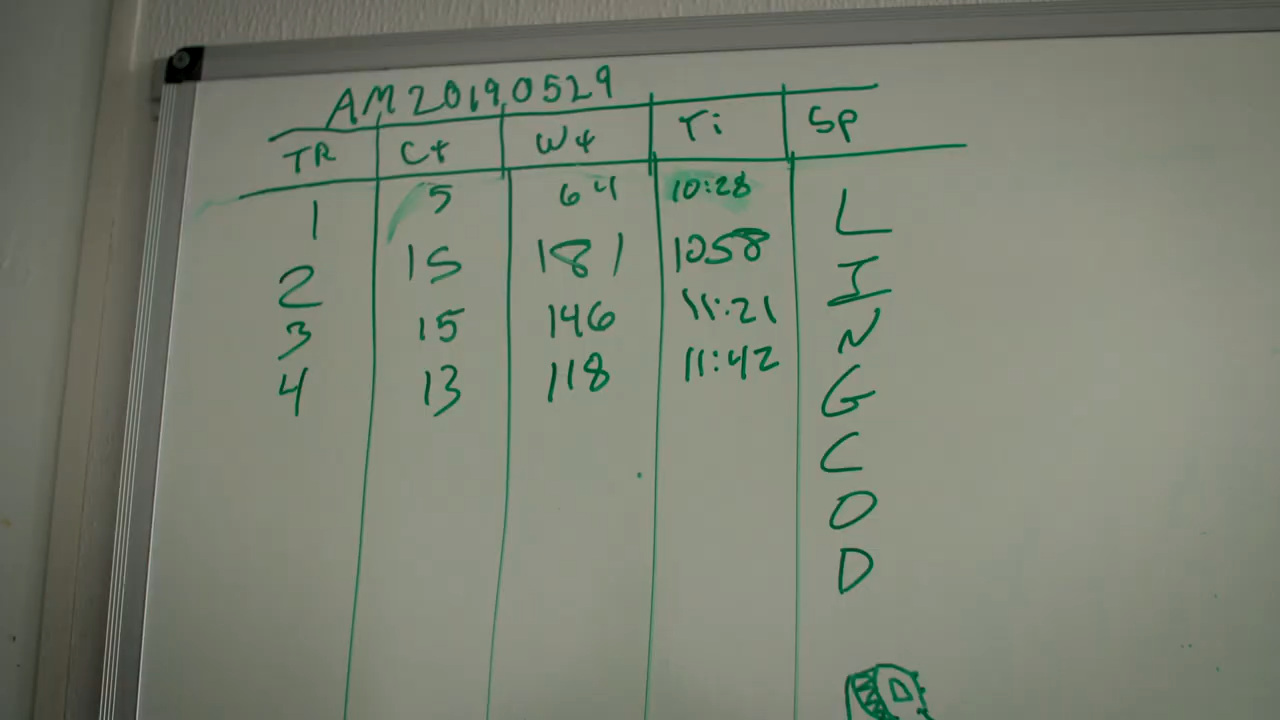 AM20190529
TR Ct Wt Ti Sp
1 5 64 10:28 L
2 15 181 1058 I
3 15 146 11:21 N
4 13 118 11:42 G
C
O
D